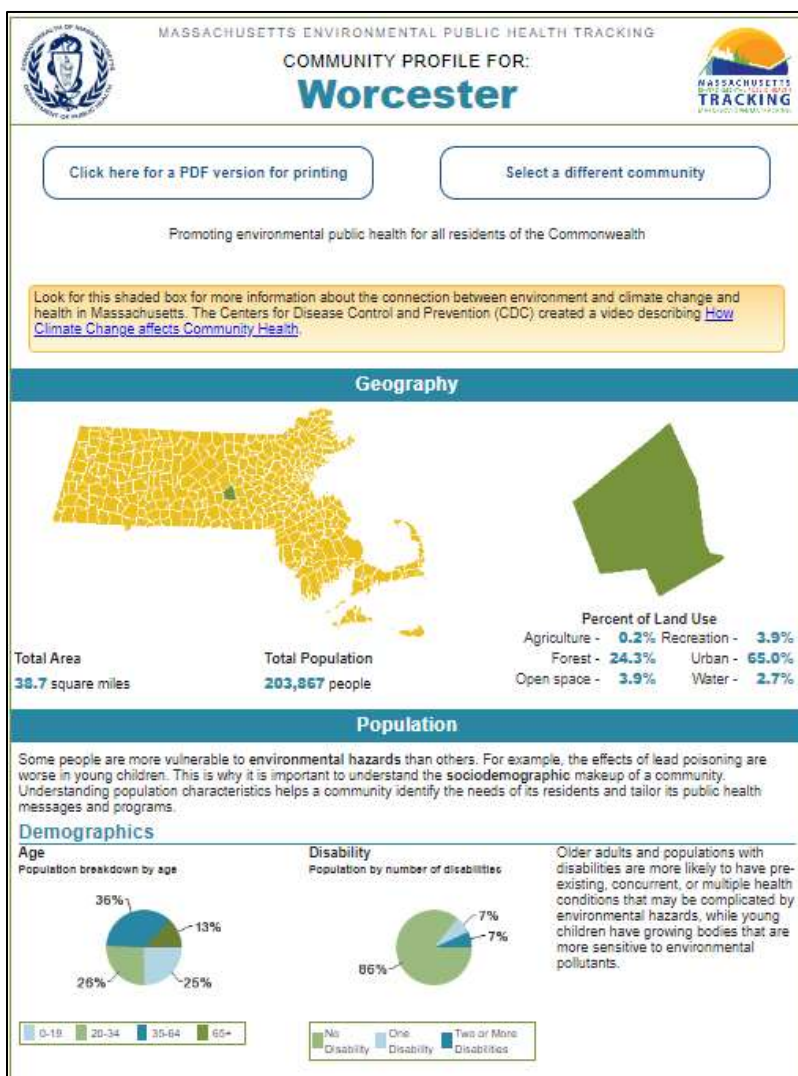 MASSACHUSETTS ENVIRONMENTAL PUBLIC HEALTH TRACKING
COMMUNITY PROFILE FOR:
Worcester
COMMONWEALTH OF MASSACHUSETTS
DEPARTMENT OF PUBLIC HEALTH
MASSACHUSETTS
TRACKING
Click here for a PDF version for printing
Select a different community
Promoting environmental public health for all residents of the Commonwealth
Look for this shaded box for more information about the connection between environment and climate change and
health in Massachusetts. The Centers for Disease Control and Prevention (CDC) created a video describing How
Climate Change affects Community Health.
Geography
Total Area
38.7 square miles
Total Population
203,867 people
Percent of Land Use
Agriculture - 0.2% Recreation - 3.9%
Forest - 24.3% Urban - 65.0%
Open space - 3.9% Water - 2.7%
Population
Some people are more vulnerable to environmental hazards than others. For example, the effects of lead poisoning are
worse in young children. This is why it is important to understand the sociodemographic makeup of a community.
Understanding population characteristics helps a community identify the needs of its residents and tailor its public health
messages and programs.
Demographics
Age
Population breakdown by age
36%
13%
26%
25%
0-19 20-34 35-64 65+
Disability
Population by number of disabilities
7%
7%
86%
No Disability
One Disability
Two or More Disabilities
Older adults and populations with
disabilities are more likely to have pre-
existing, concurrent, or multiple health
conditions that may be complicated by
environmental hazards, while young
children have growing bodies that are
more sensitive to environmental
pollutants.